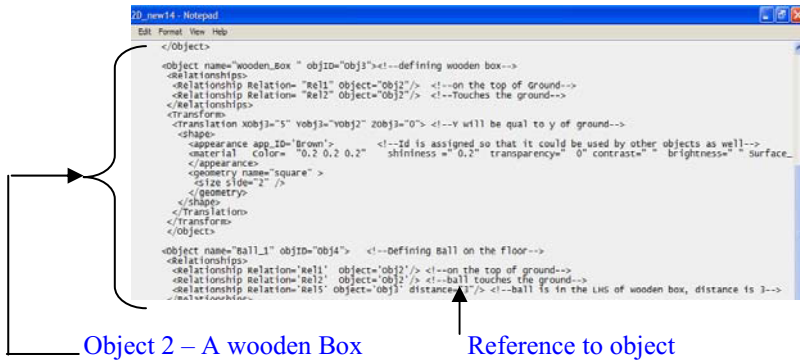 2D_new14 - Notepad
Edit Format View Help
</Object>
<Object name="Wooden_Box " objID="Obj3"><!--defining wooden box-->
<Relationships>
<Relationship Relation= "Rel1" Object="Obj2"/> <!--on the top of Ground-->
<Relationship Relation= "Rel2" Object="Obj2"/> <!--Touches the ground-->
</Relationships>
<Transform>
<Translation XObj3="5" Yobj3="YObj2" ZObj3="0"> <!--Y will be qual to y of ground-->
<shape>
<appearance app_ID='Brown'> <!--Id is assigned so that it could be used by other objects as well-->
<material color= "0.2 0.2 0.2" shininess =" 0.2" transparency=" 0" contrast=" " brightness=" " Surface_
</appearance>
<geometry name="square" >
<size side="2" />
</geometry>
</shape>
</Translation>
</Transform>
</Object>
<Object name="Ball_1" objID="Obj4"> <!--Defining Ball on the floor-->
<Relationships>
<Relationship Relation='Rel1' Object='Obj2'/> <!--on the top of ground-->
<Relationship Relation='Rel2' Object='Obj2'/> <!--ball touches the ground-->
<Relationship Relation='Rel5' Object='Obj3' distance="3"/> <!--ball is in the LHS of wooden box, distance is 3-->
</Relationships>
Object 2 – A wooden Box
Reference to object